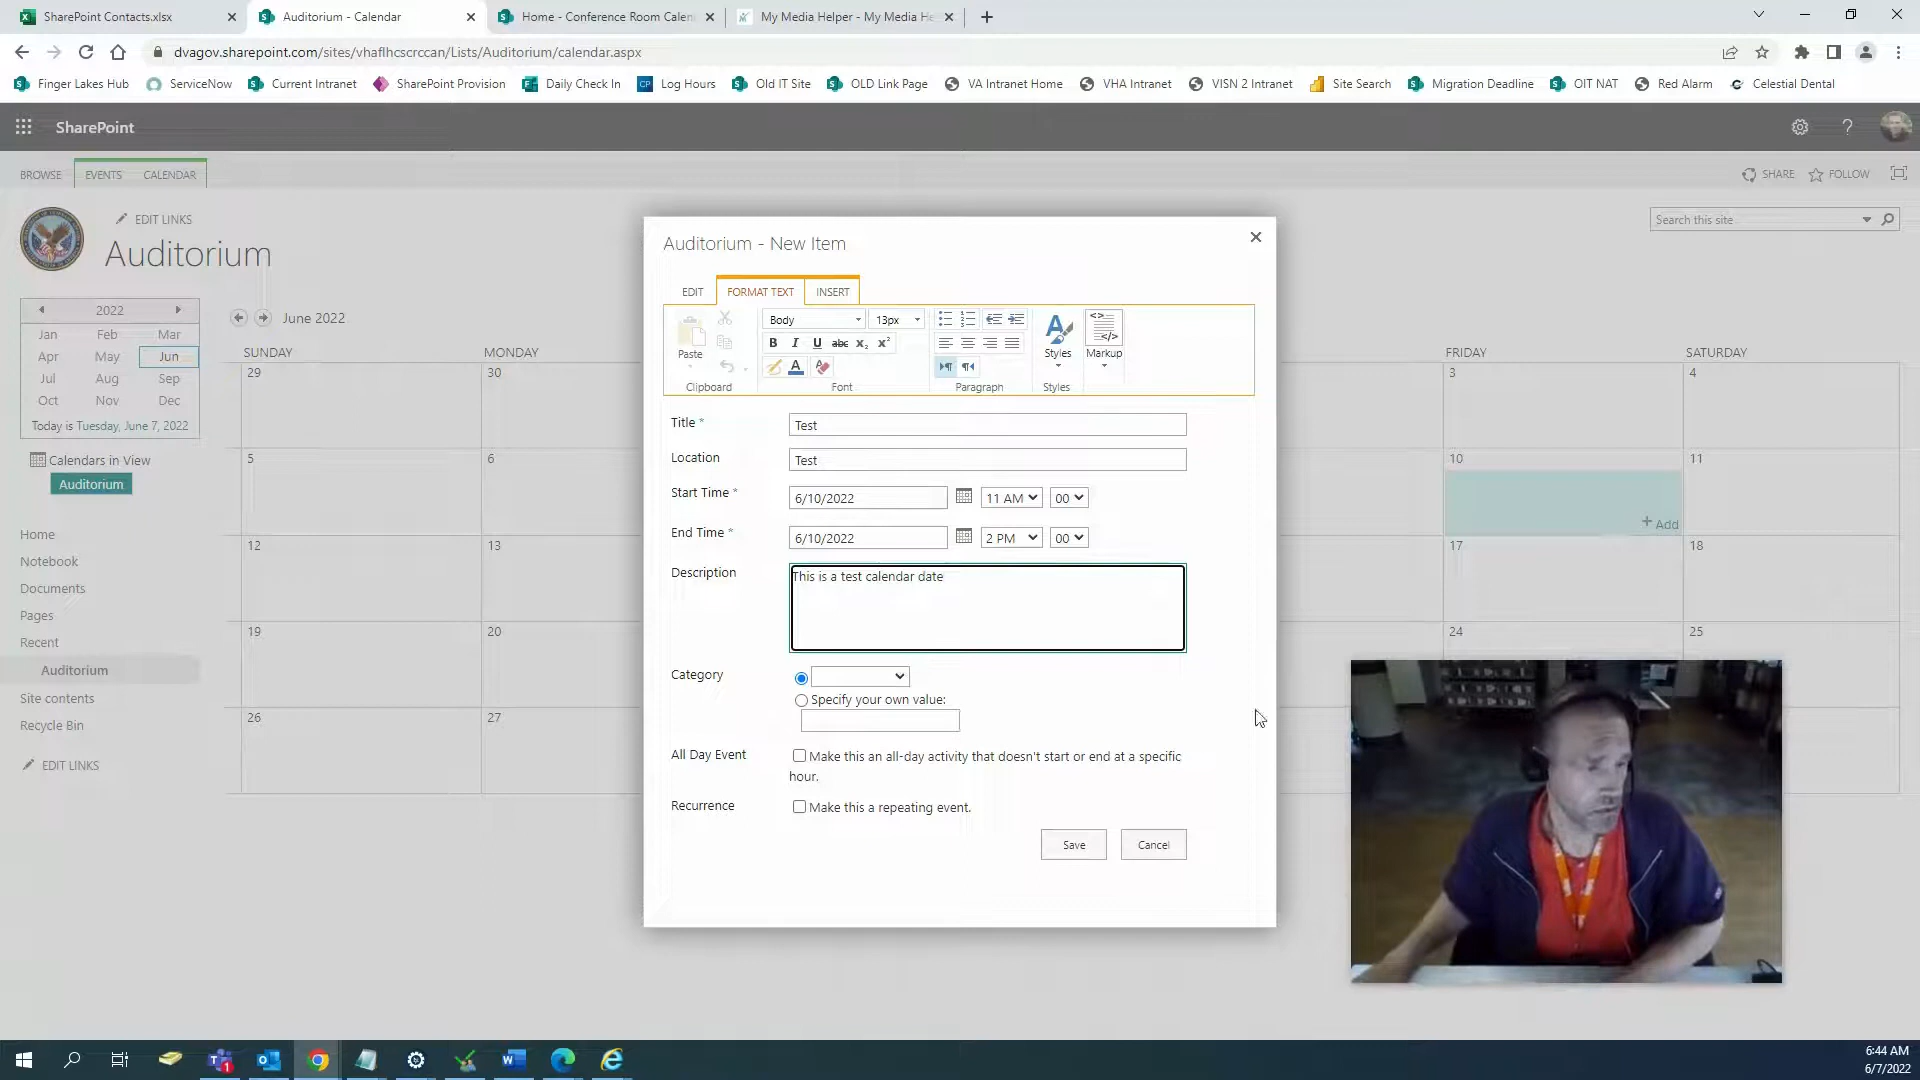 SharePoint Contacts.xlsx
Auditorium - Calendar
Home - Conference Room Calen
My Media Helper - My Media He
dvagov.sharepoint.com/sites/vhaflhcscrccan/Lists/Auditorium/calendar.aspx
Finger Lakes Hub
ServiceNow
Current Intranet
SharePoint Provision
Daily Check In
CP
Log Hours
Old IT Site
OLD Link Page
VA Intranet Home
VHA Intranet
VISN 2 Intranet
Site Search
Migration Deadline
OIT NAT
Red Alarm
Celestial Dental
SharePoint
BROWSE
EVENTS
CALENDAR
SHARE
FOLLOW
EDIT LINKS
Auditorium
Search this site
2022
Jan Feb Mar
Apr May Jun
Jul Aug Sep
Oct Nov Dec
Today is Tuesday, June 7, 2022
Calendars in View
Auditorium
Home
Notebook
Documents
Pages
Recent
Auditorium
Site contents
Recycle Bin
EDIT LINKS
June 2022
SUNDAY MONDAY FRIDAY SATURDAY
29 30 3 4
5 6 10 11
+ Add
12 13 17 18
19 20 24 25
26 27
Auditorium - New Item
EDIT
FORMAT TEXT
INSERT
Paste
Clipboard
Body
13px
B I U abc x₂ x²
A
Font
Paragraph
Styles
Styles
Markup
Title *
Test
Location
Test
Start Time *
6/10/2022
11 AM
00
End Time *
6/10/2022
2 PM
00
Description
This is a test calendar date
Category
Specify your own value:
All Day Event
Make this an all-day activity that doesn't start or end at a specific
hour.
Recurrence
Make this a repeating event.
Save
Cancel
1
6:44 AM
6/7/2022